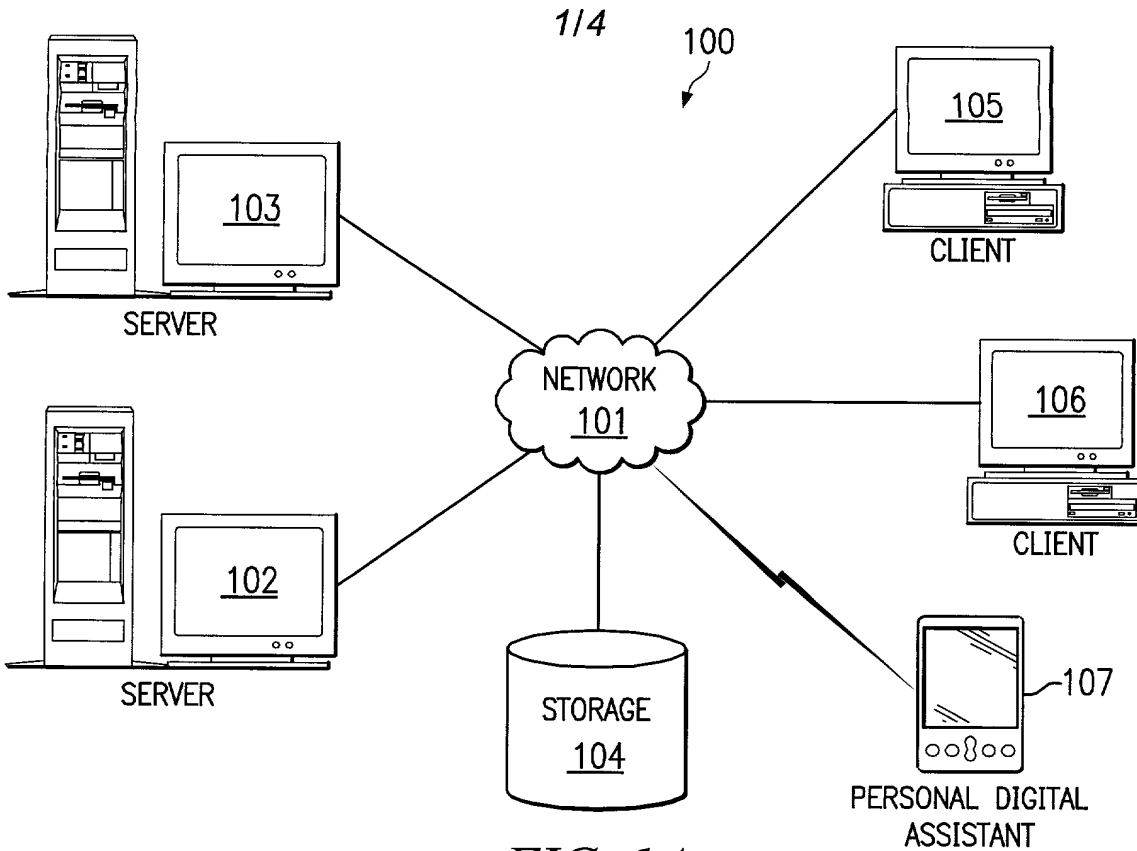 1/4
100
103
SERVER
105
CLIENT
NETWORK
101
106
CLIENT
102
SERVER
STORAGE
104
107
PERSONAL DIGITAL
ASSISTANT